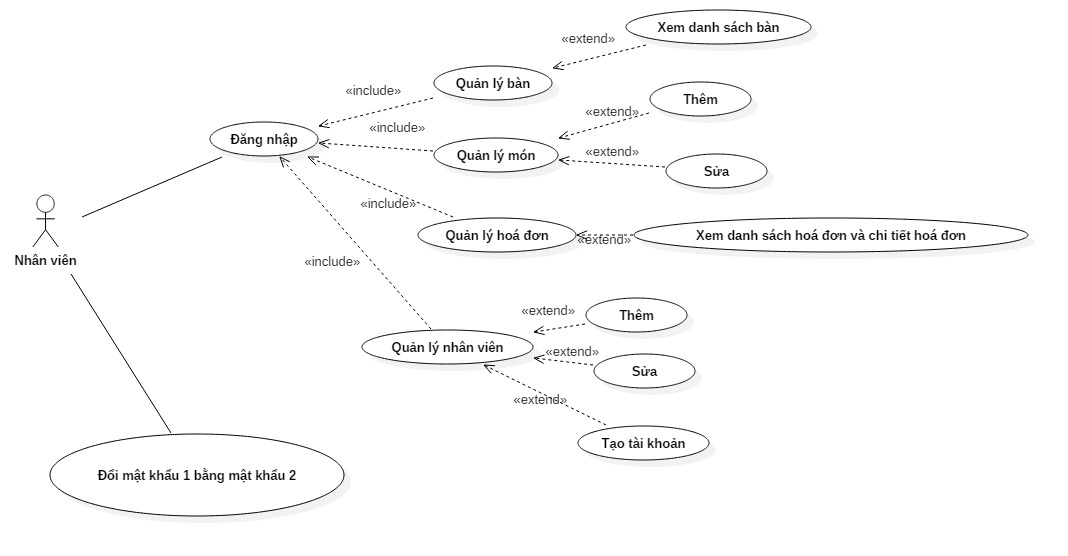 Xem danh sách bàn
«extend»
Quản lý bàn
«include»
Thêm
«extend»
«include»
Đăng nhập
Quản lý món
«extend»
Sửa
«include»
Quản lý hoá đơn
«extend»
Xem danh sách hoá đơn và chi tiết hoá đơn
Nhân viên
«include»
«extend»
Thêm
Quản lý nhân viên
«extend»
Sửa
«extend»
Tạo tài khoản
Đổi mật khẩu 1 bằng mật khẩu 2